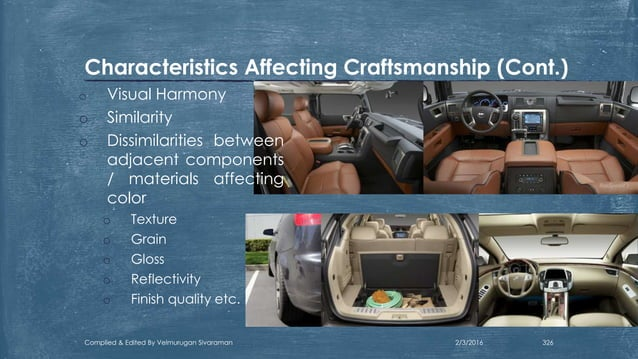 Characteristics Affecting Craftsmanship (Cont.)
Visual Harmony
Similarity
Dissimilarities between
adjacent components
/ materials affecting
color
Texture
Grain
Gloss
Reflectivity
Finish quality etc.
Complied & Edited By Velmurugan Sivaraman
2/3/2016
326